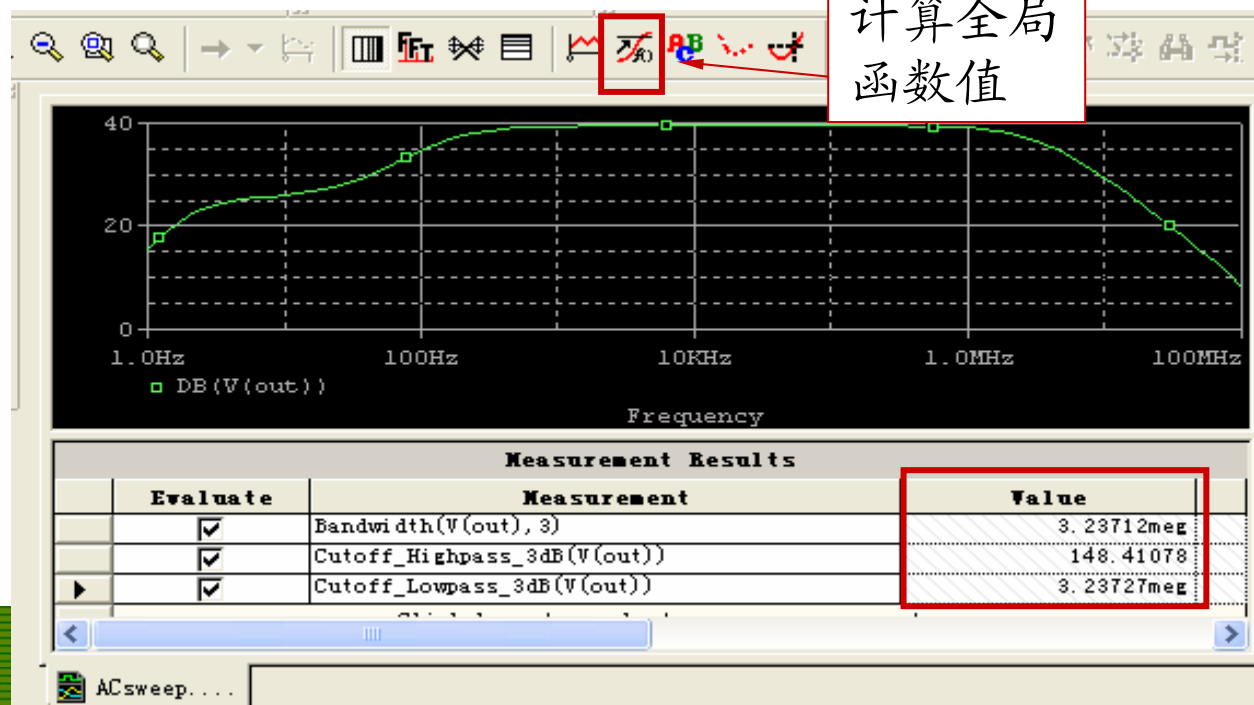 计算全局
函数值
FFT
f()
A B
C
40
20
0
1.0Hz 100Hz 10KHz 1.0MHz 100MHz
DB(V(out))
Frequency
Measurement Results
Evaluate Measurement Value
Bandwidth(V(out),3) 3.23712meg
Cutoff_Highpass_3dB(V(out)) 148.41078
Cutoff_Lowpass_3dB(V(out)) 3.23727meg
ACsweep....